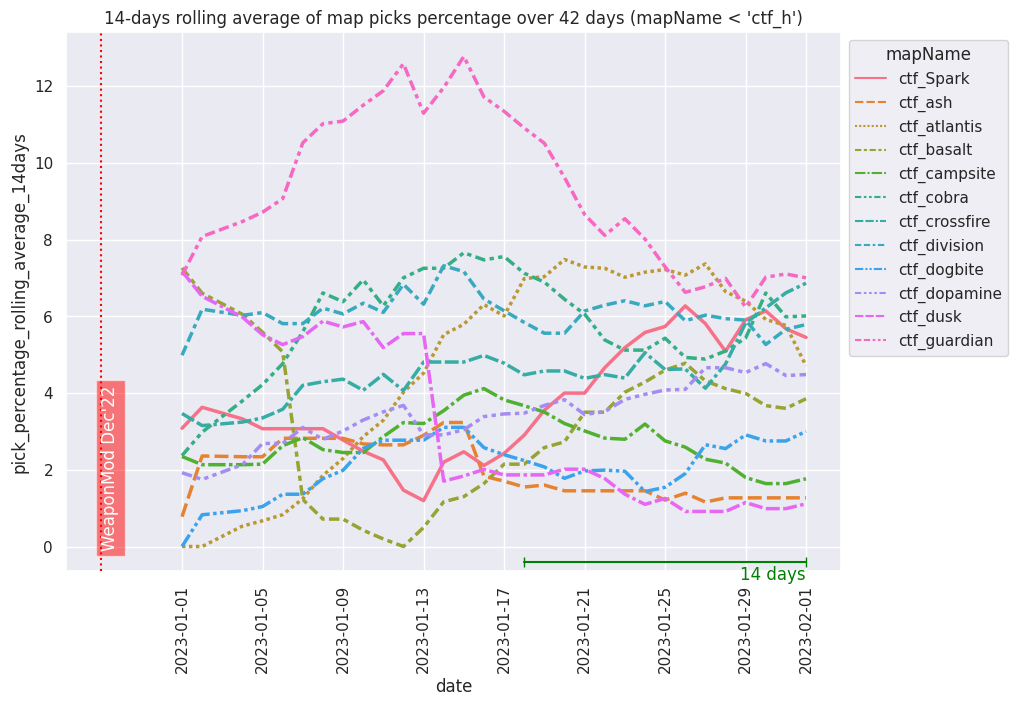 14-days rolling average of map picks percentage over 42 days (mapName < 'ctf_h')
pick_percentage_rolling_average_14days
12
10
8
6
4
2
0
WeaponMod Dec'22
14 days
2023-01-01
2023-01-05
2023-01-09
2023-01-13
2023-01-17
2023-01-21
2023-01-25
2023-01-29
2023-02-01
date
mapName
ctf_Spark
ctf_ash
ctf_atlantis
ctf_basalt
ctf_campsite
ctf_cobra
ctf_crossfire
ctf_division
ctf_dogbite
ctf_dopamine
ctf_dusk
ctf_guardian